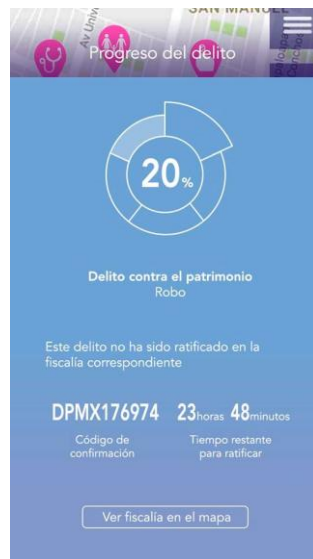 SAN MANUEL
Av Univ
Progreso del delito
20%
Delito contra el patrimonio
Robo
Este delito no ha sido ratificado en la
fiscalía correspondiente
DPMX176974 23horas 48minutos
Código de Tiempo restante
confirmación para ratificar
Ver fiscalía en el mapa